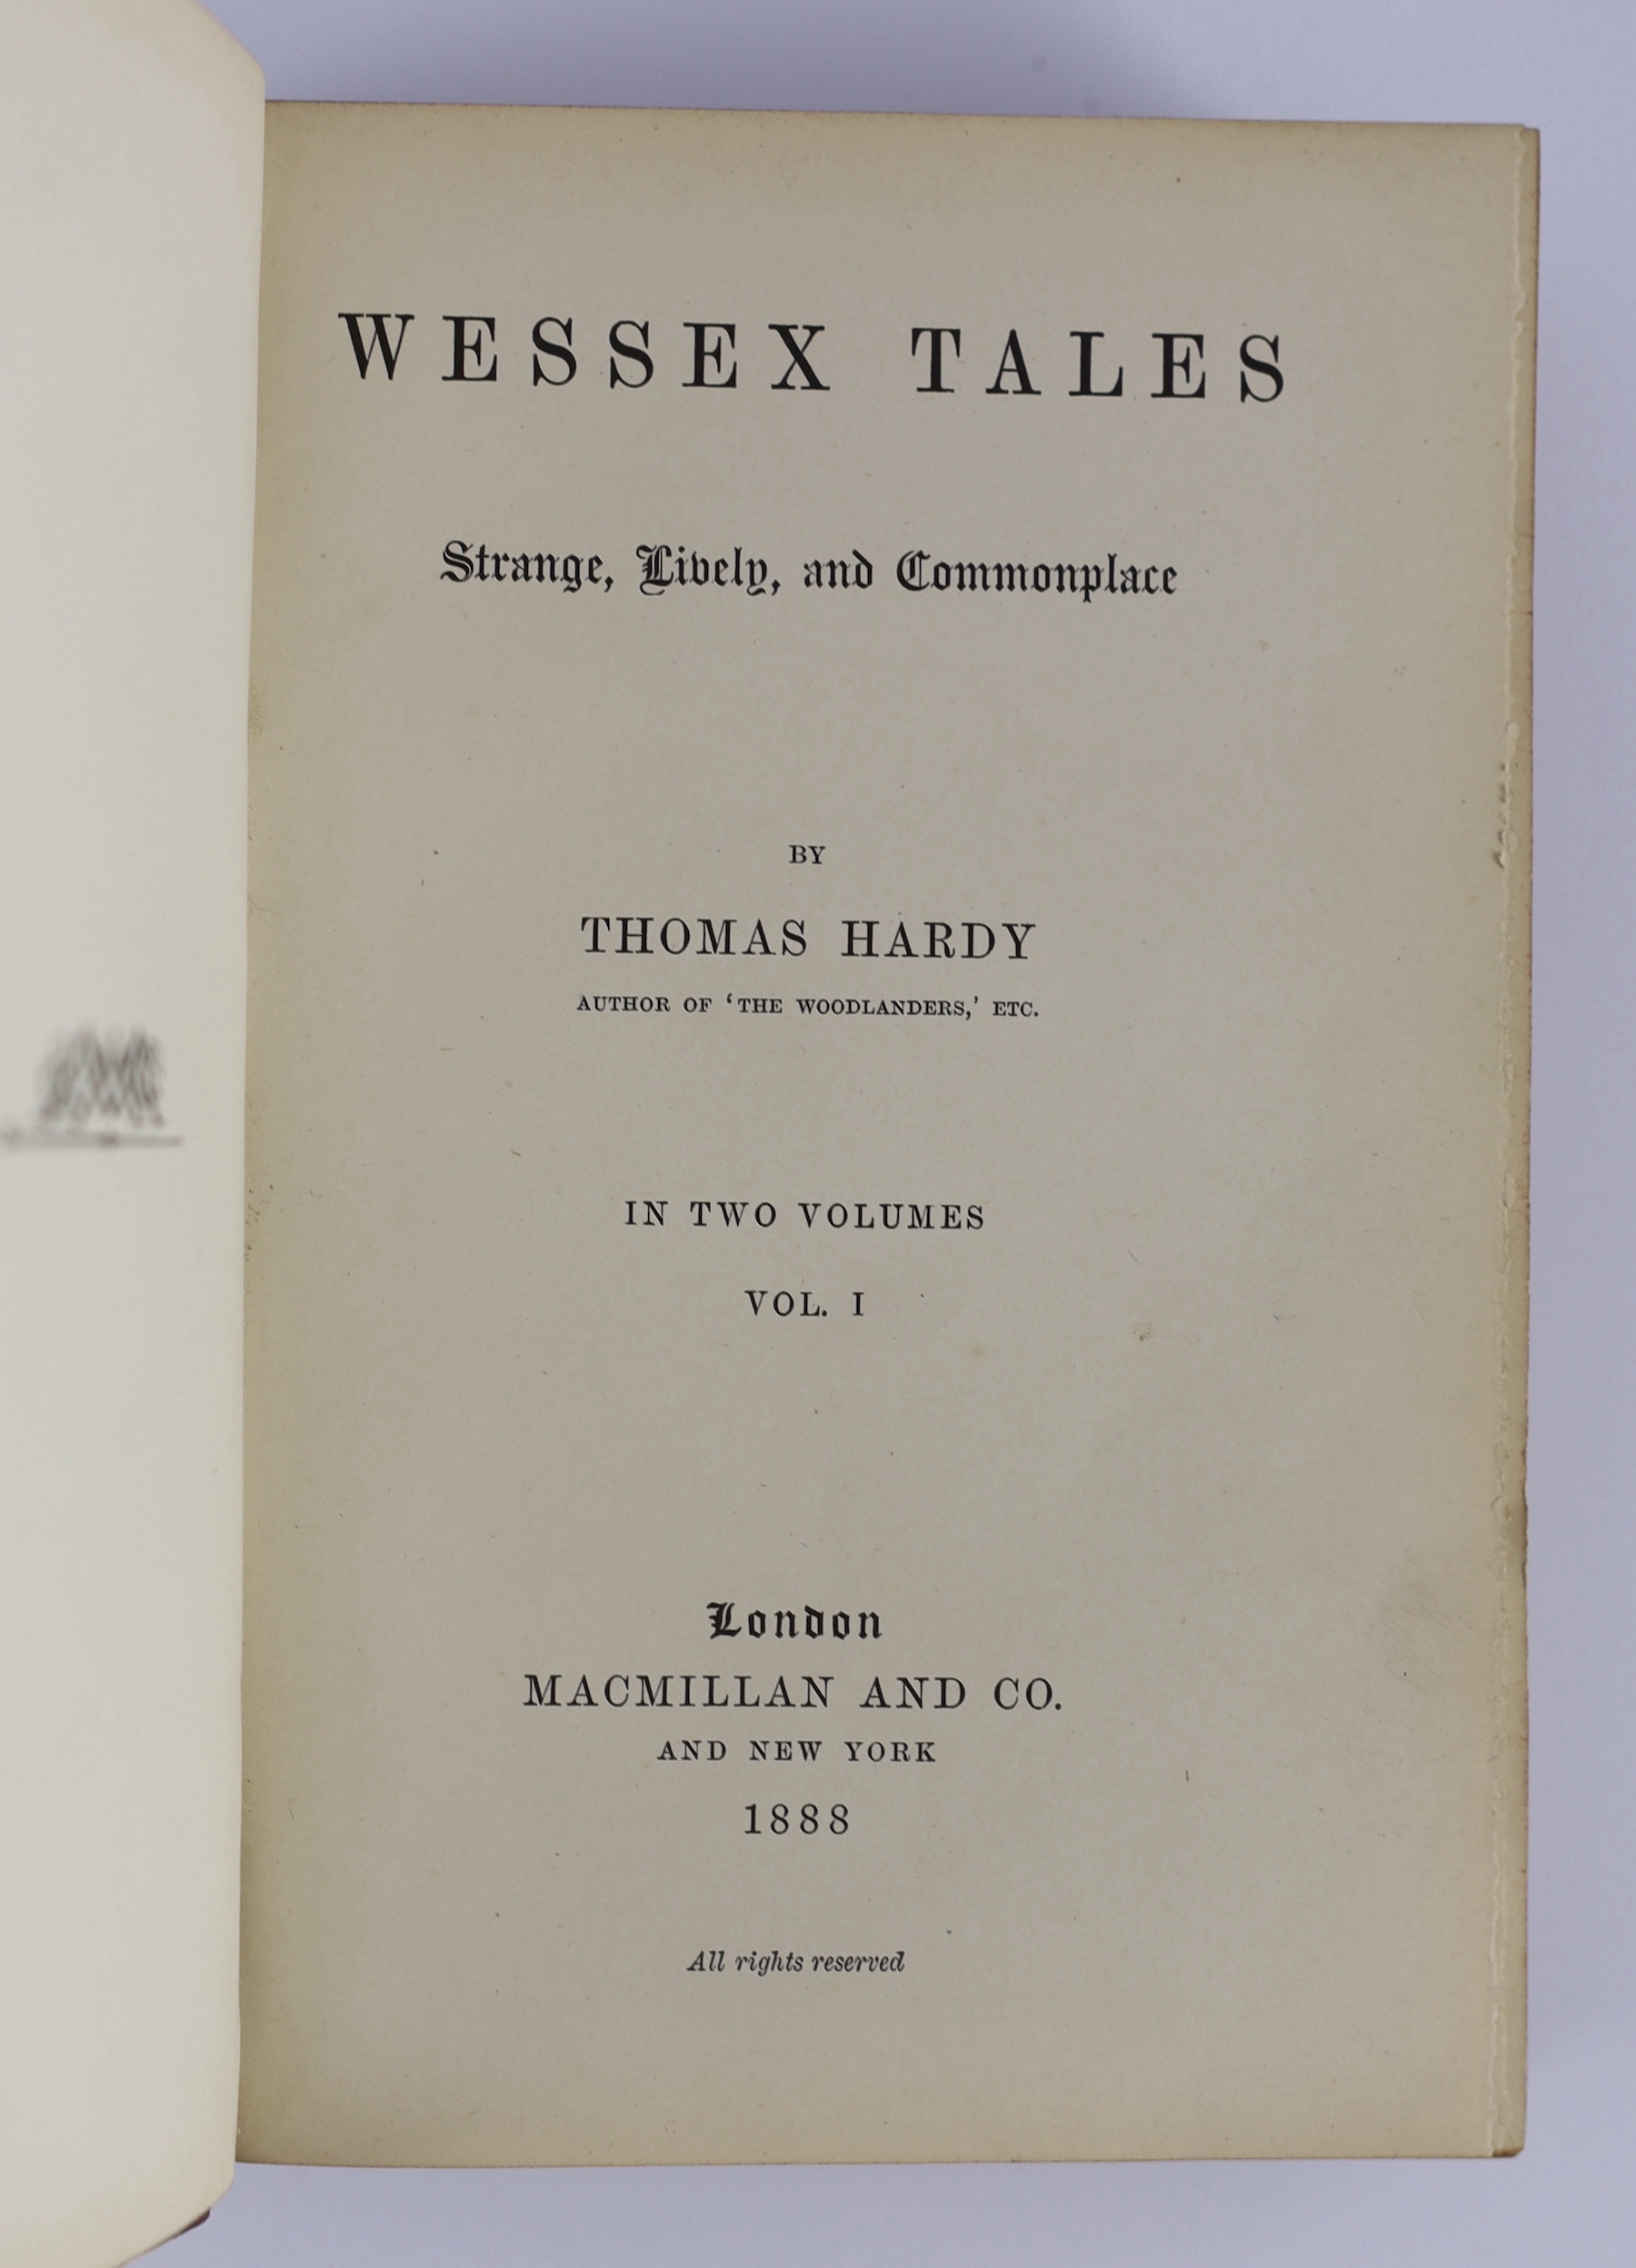 WESSEX TALES
Strange, Lively, and Commonplace
BY
THOMAS HARDY
AUTHOR OF ‘THE WOODLANDERS,’ ETC.
IN TWO VOLUMES
VOL. I
London
MACMILLAN AND CO.
AND NEW YORK
1888
All rights reserved